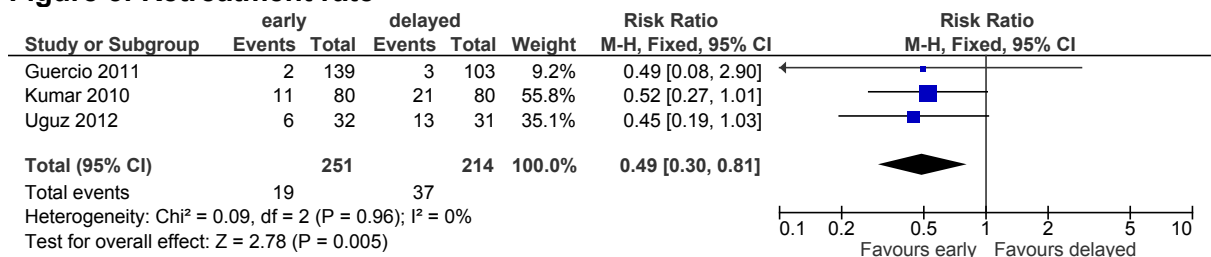 early delayed Risk Ratio Risk Ratio
Study or Subgroup Events Total Events Total Weight M-H, Fixed, 95% CI M-H, Fixed, 95% CI
Guercio 2011 2 139 3 103 9.2% 0.49 [0.08, 2.90]
Kumar 2010 11 80 21 80 55.8% 0.52 [0.27, 1.01]
Uguz 2012 6 32 13 31 35.1% 0.45 [0.19, 1.03]
Total (95% CI) 251 214 100.0% 0.49 [0.30, 0.81]
Total events 19 37
Heterogeneity: Chi² = 0.09, df = 2 (P = 0.96); I² = 0%
Test for overall effect: Z = 2.78 (P = 0.005)
0.1 0.2 0.5 1 2 5 10
Favours early Favours delayed